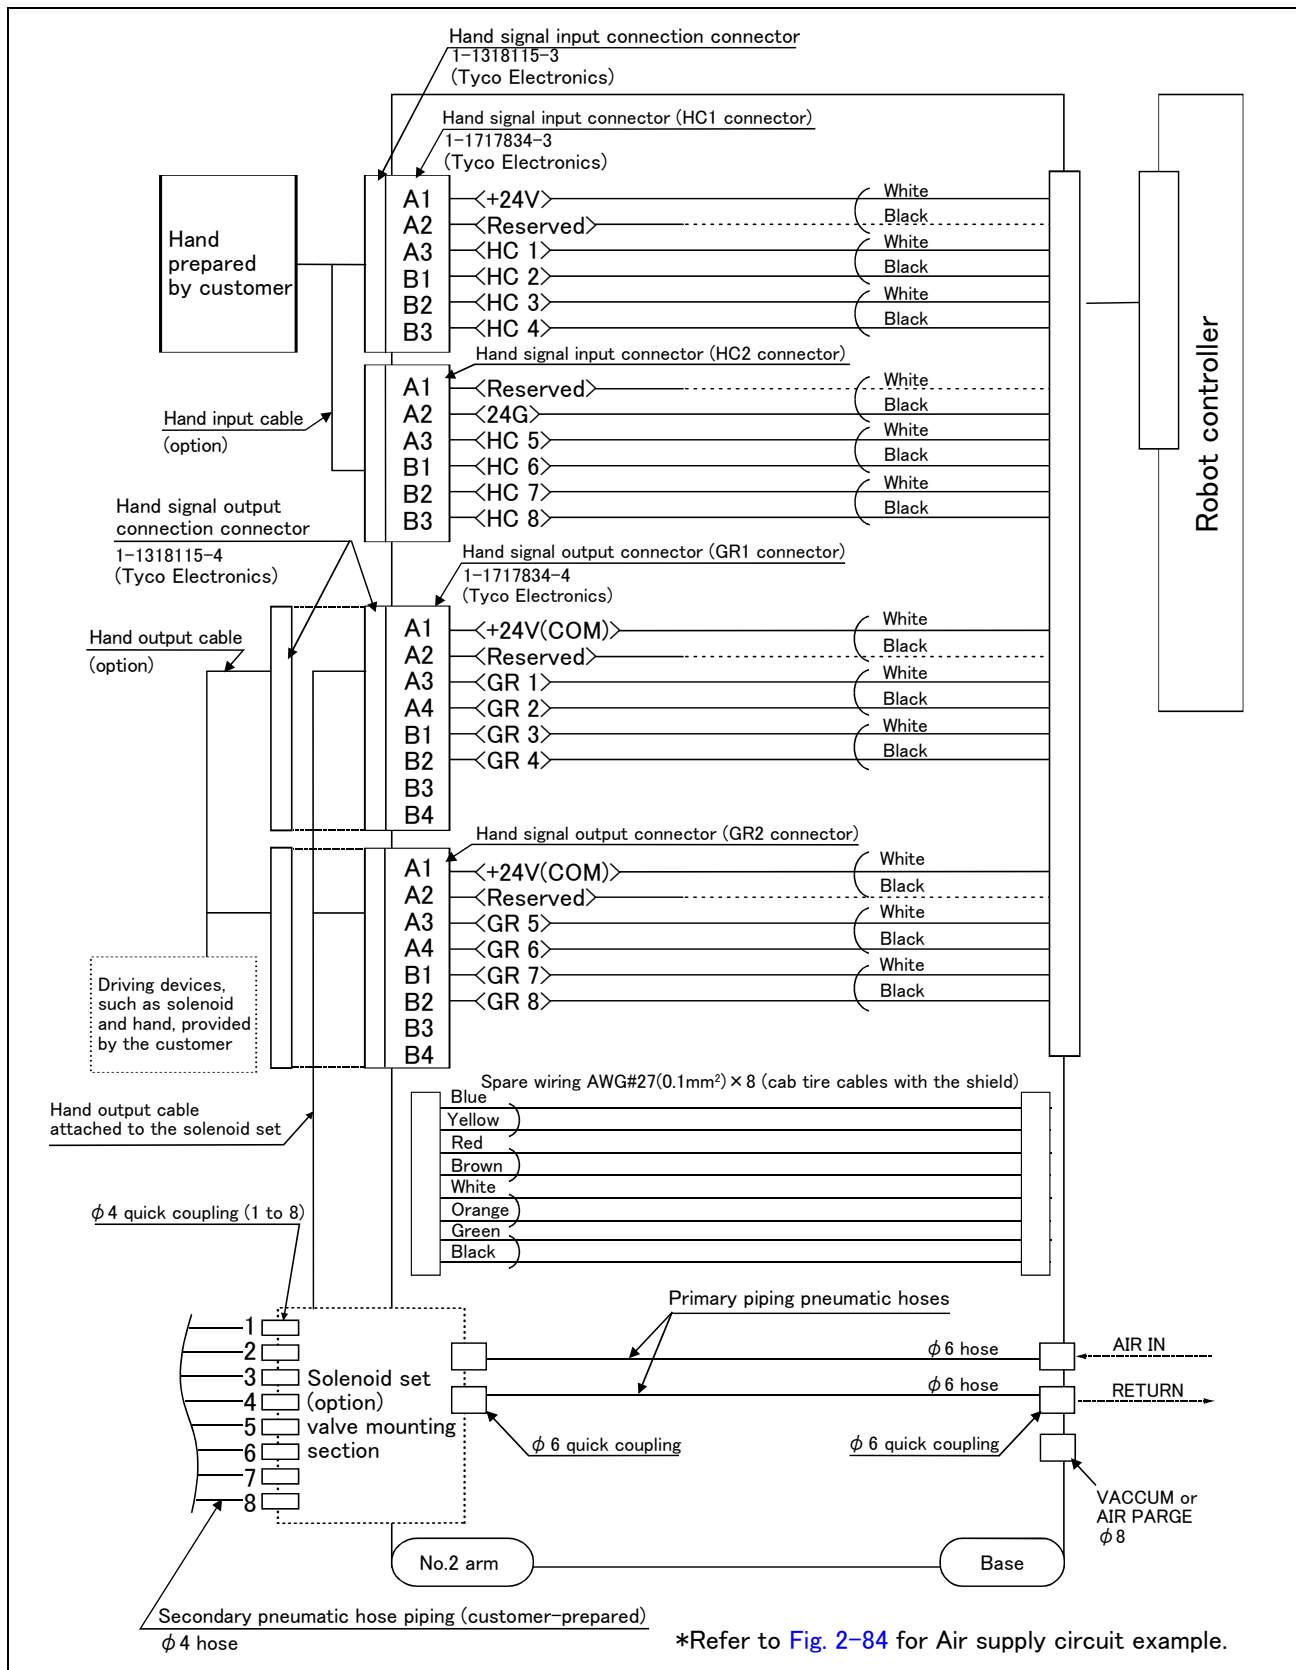 Hand signal input connection connector
1-1318115-3
(Tyco Electronics)
Hand signal input connector (HC1 connector)
1-1717834-3
(Tyco Electronics)
Hand
prepared
by customer
A1 <+24V> White
A2 <Reserved> Black
A3 <HC 1> White
B1 <HC 2> Black
B2 <HC 3> White
B3 <HC 4> Black
Robot controller
Hand signal input connector (HC2 connector)
A1 <Reserved> White
A2 <24G> Black
A3 <HC 5> White
B1 <HC 6> Black
B2 <HC 7> White
B3 <HC 8> Black
Hand input cable
(option)
Hand signal output
connection connector
1-1318115-4
(Tyco Electronics)
Hand signal output connector (GR1 connector)
1-1717834-4
(Tyco Electronics)
Hand output cable
(option)
A1 <+24V(COM)> White
A2 <Reserved> Black
A3 <GR 1> White
A4 <GR 2> Black
B1 <GR 3> White
B2 <GR 4> Black
B3
B4
Hand signal output connector (GR2 connector)
A1 <+24V(COM)> White
A2 <Reserved> Black
A3 <GR 5> White
A4 <GR 6> Black
B1 <GR 7> White
B2 <GR 8> Black
B3
B4
Driving devices,
such as solenoid
and hand, provided
by the customer
Spare wiring AWG#27(0.1mm²)×8 (cab tire cables with the shield)
Blue
Yellow
Red
Brown
White
Orange
Green
Black
Hand output cable
attached to the solenoid set
φ4 quick coupling (1 to 8)
1
2
3
4
5
6
7
8
Solenoid set
(option)
valve mounting
section
Primary piping pneumatic hoses
φ6 hose
AIR IN
φ6 hose
RETURN
φ6 quick coupling
φ6 quick coupling
VACCUM or
AIR PARGE
φ8
No.2 arm
Base
Secondary pneumatic hose piping (customer-prepared)
φ4 hose
*Refer to Fig. 2-84 for Air supply circuit example.